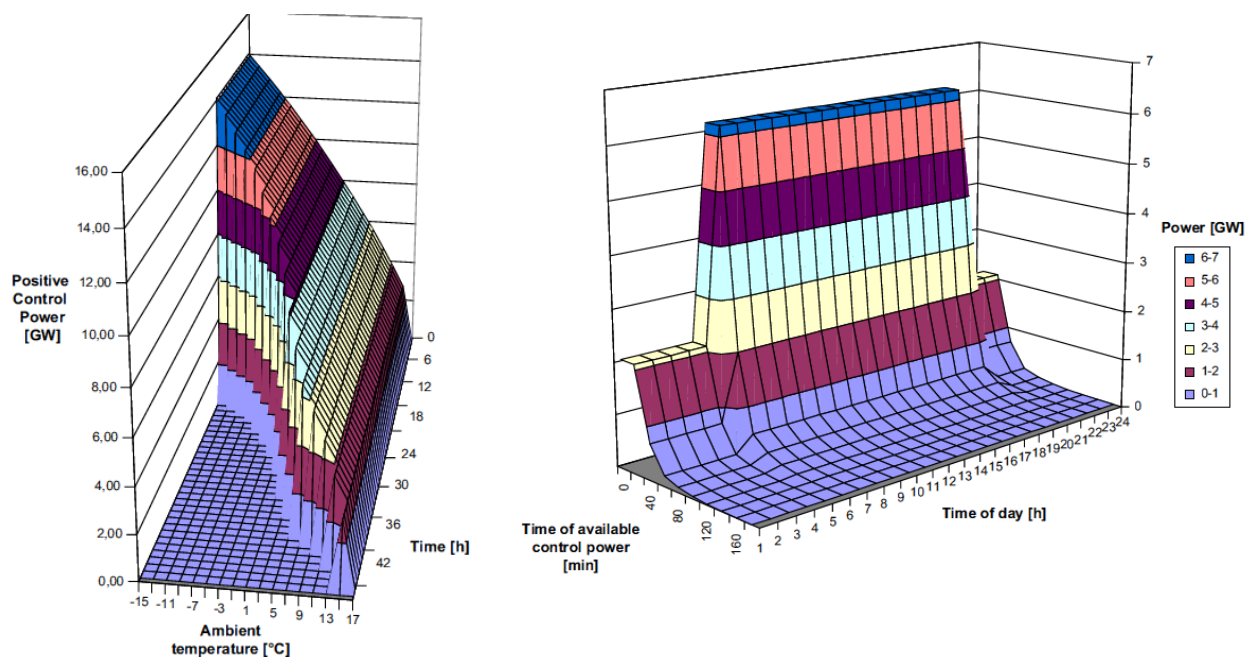 16,00
14,00
12,00
10,00
8,00
6,00
4,00
2,00
0,00
Positive
Control
Power
[GW]
-15 -11 -7 -3 1 5 9 13 17
Ambient
temperature [°C]
0
6
12
18
24
30
36
42
Time [h]
7
6
5
4
3
2
1
0
0
40
80
120
160
Time of available
control power
[min]
1 2 3 4 5 6 7 8 9 10 11 12 13 14 15 16 17 18 19 20 21 22 23 24
Time of day [h]
Power [GW]
6-7
5-6
4-5
3-4
2-3
1-2
0-1